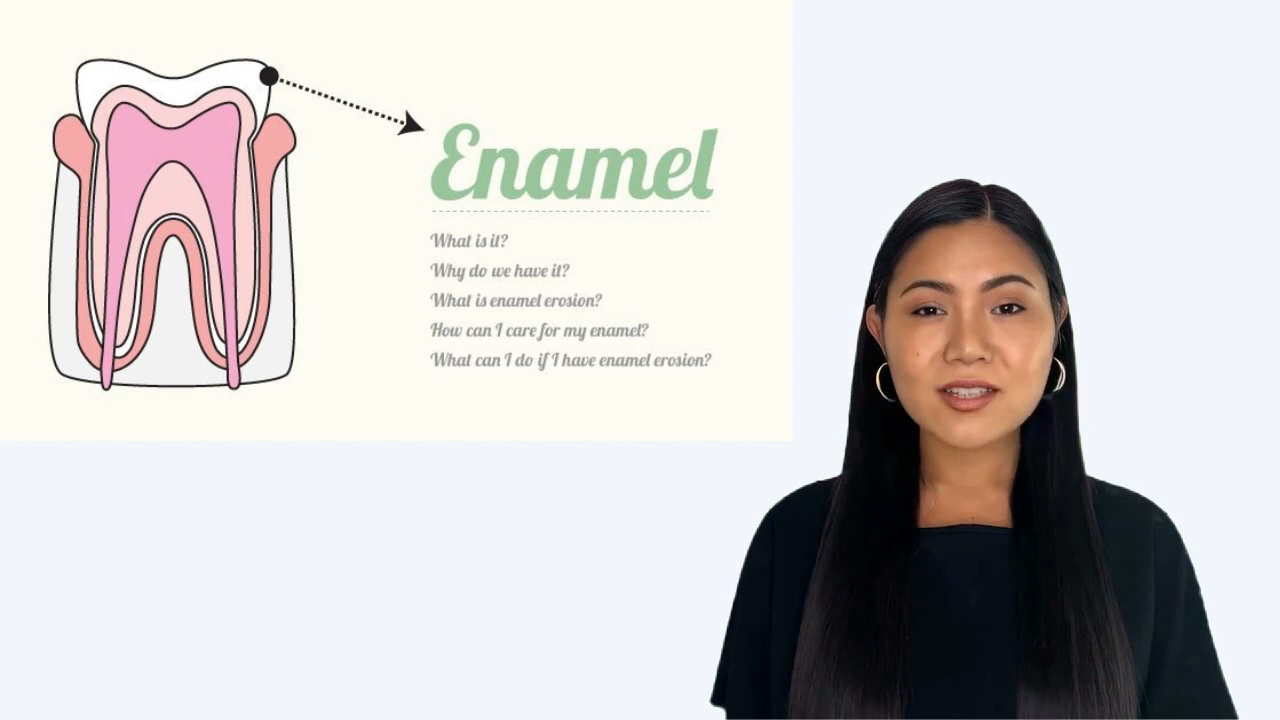 Enamel
What is it?
Why do we have it?
What is enamel erosion?
How can I care for my enamel?
What can I do if I have enamel erosion?